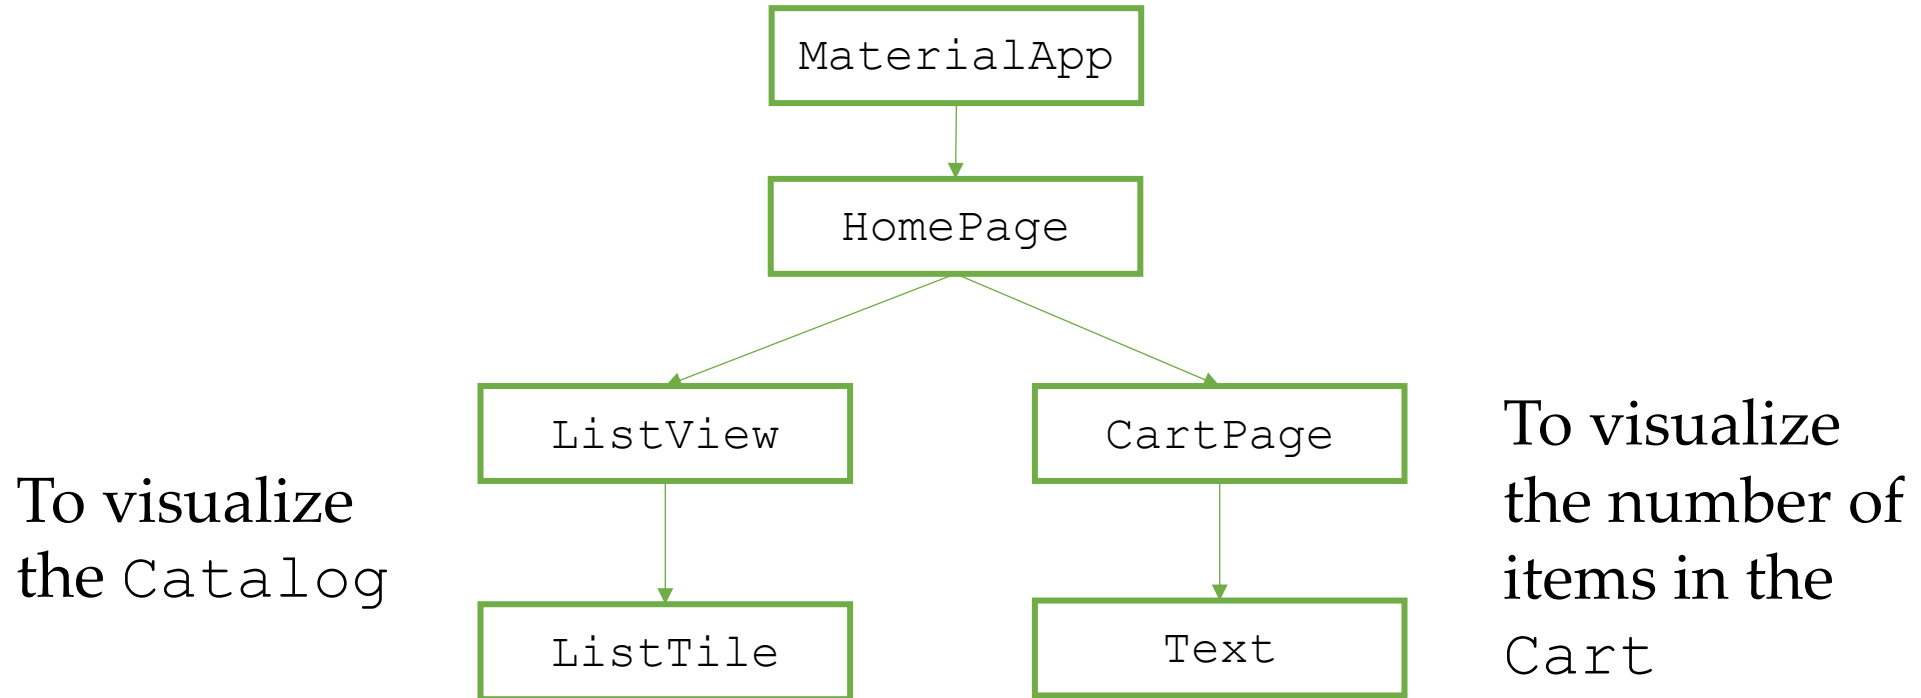 MaterialApp
HomePage
ListView
CartPage
To visualize
the Catalog
To visualize
the number of
items in the
Cart
ListTile
Text